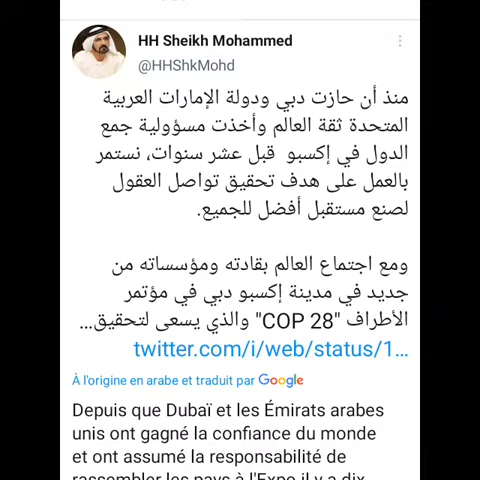 HH Sheikh Mohammed
@HHShkMohd
منذ أن حازت دبي ودولة الإمارات العربية
المتحدة ثقة العالم وأخذت مسؤولية جمع
الدول في إكسبو قبل عشر سنوات، نستمر
بالعمل على هدف تحقيق تواصل العقول
لصنع مستقبل أفضل للجميع.
ومع اجتماع العالم بقادته ومؤسساته من
جديد في مدينة إكسبو دبي في مؤتمر
الأطراف "COP 28" والذي يسعى لتحقيق...
twitter.com/i/web/status/1...
À l'origine en arabe et traduit par Google
Depuis que Dubaï et les Émirats arabes
unis ont gagné la confiance du monde
et ont assumé la responsabilité de
rassembler les pays à l'Expo il y a dix